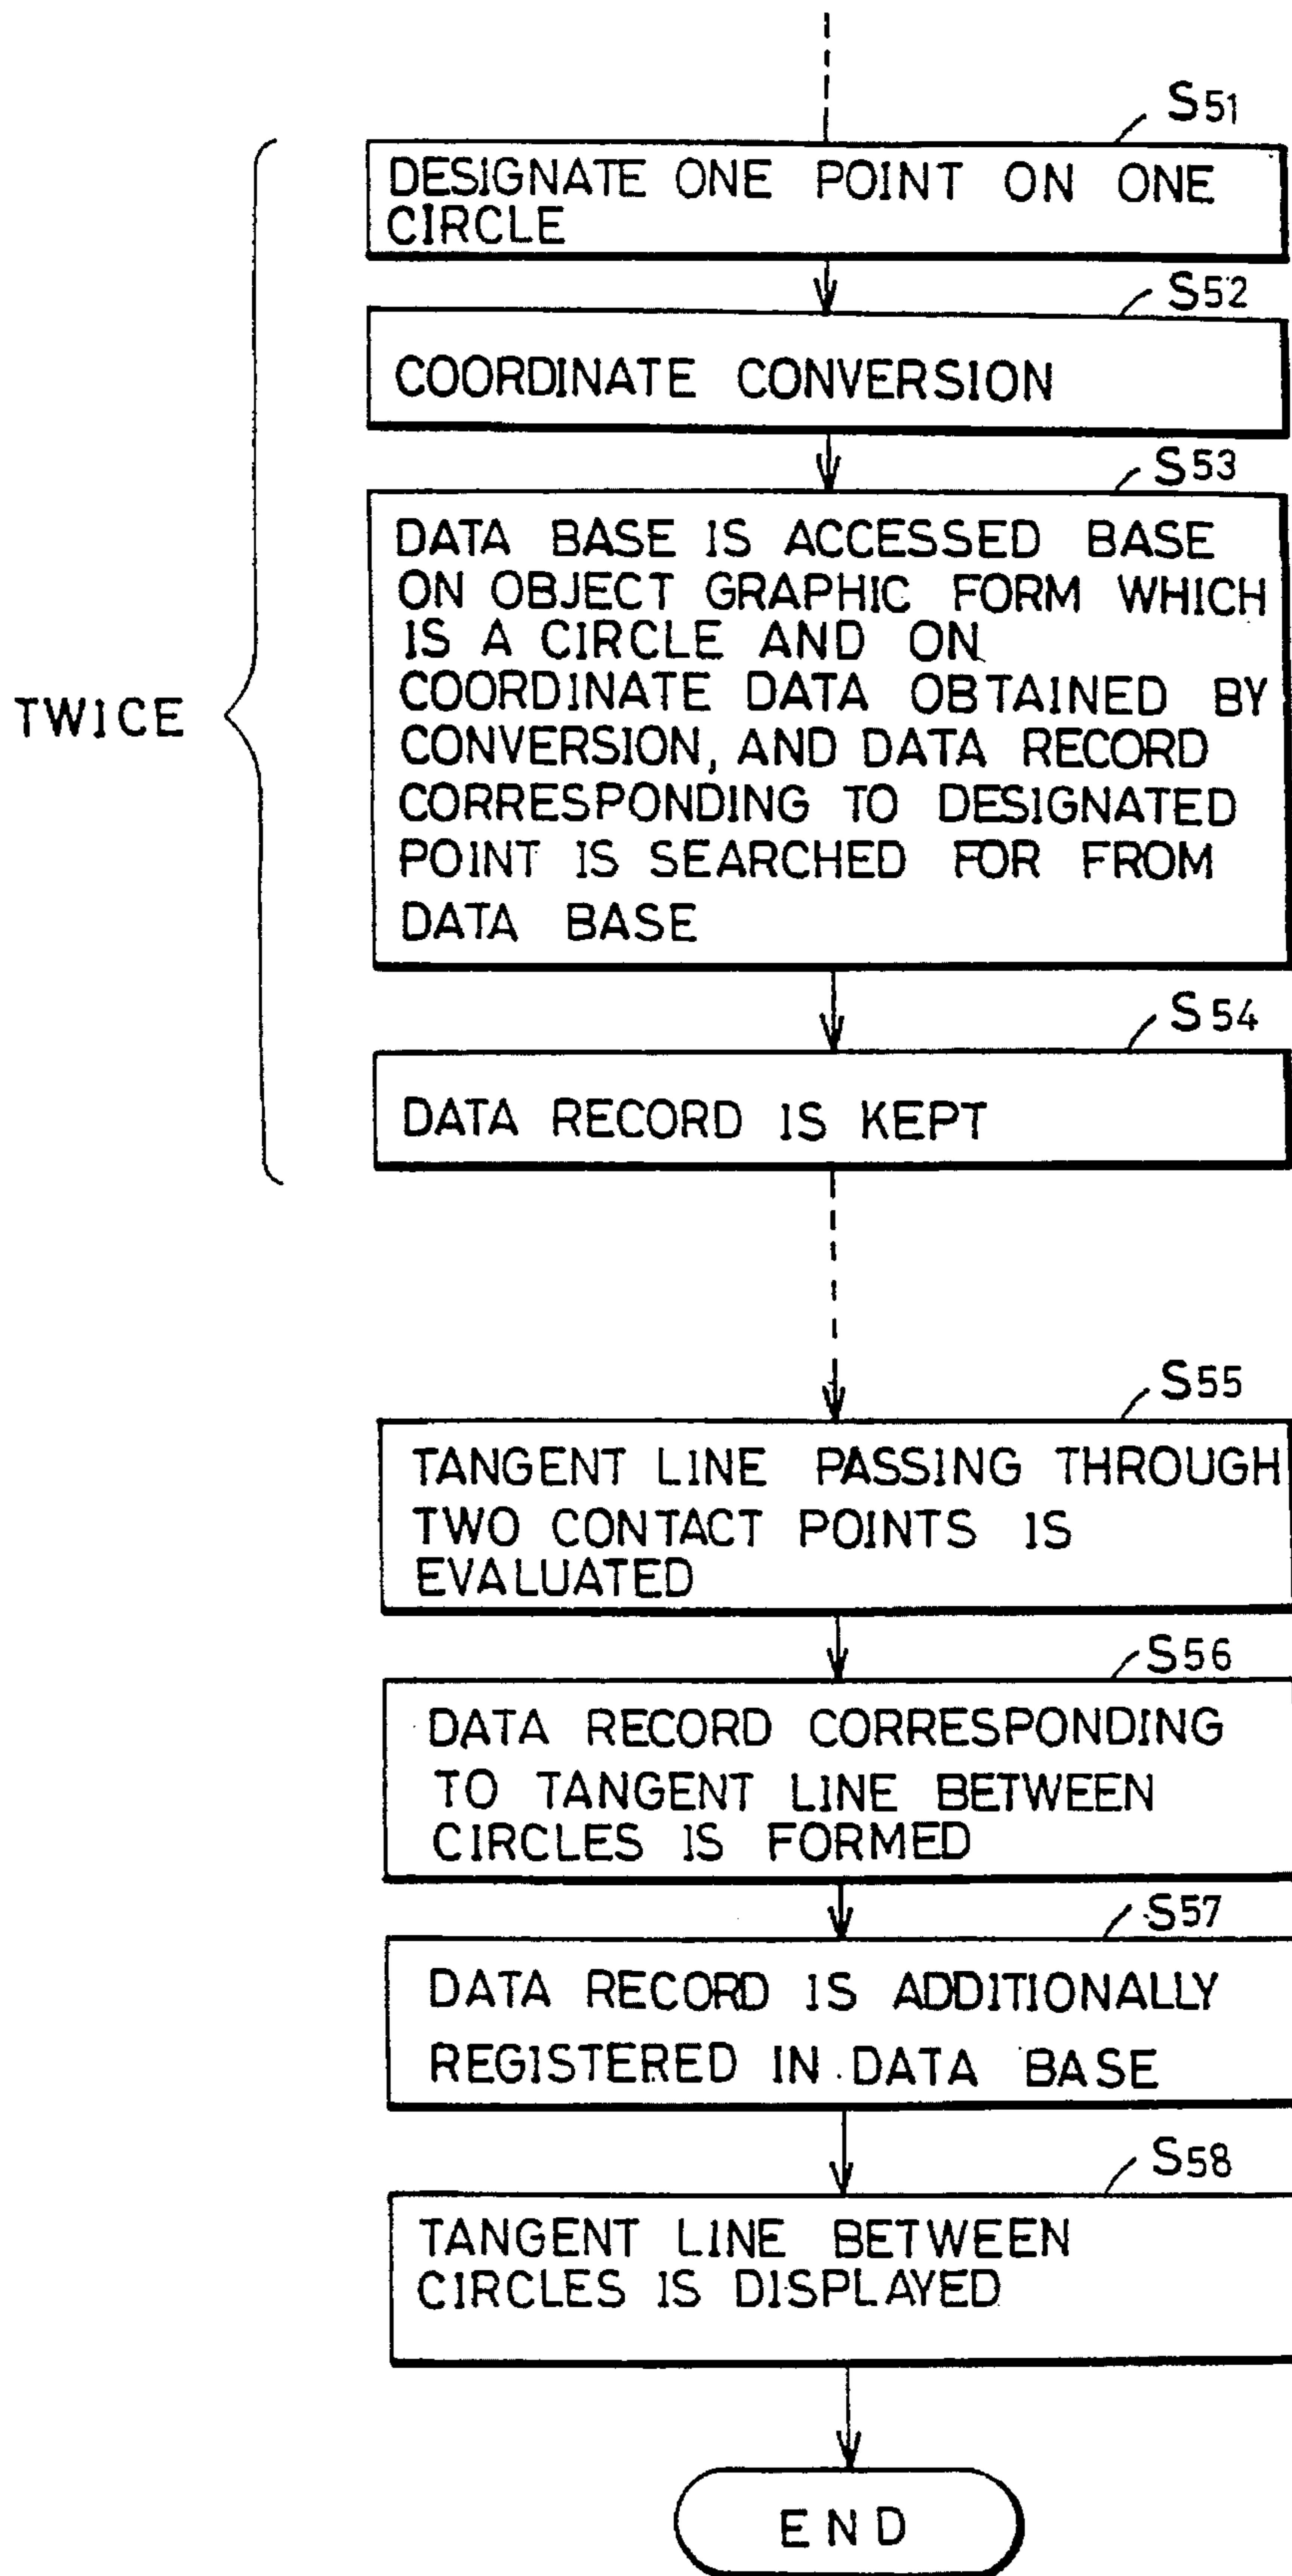 S51
DESIGNATE ONE POINT ON ONE
CIRCLE
S52
COORDINATE CONVERSION
S53
DATA BASE IS ACCESSED BASE
ON OBJECT GRAPHIC FORM WHICH
IS A CIRCLE AND ON
COORDINATE DATA OBTAINED BY
CONVERSION, AND DATA RECORD
CORRESPONDING TO DESIGNATED
POINT IS SEARCHED FOR FROM
DATA BASE
TWICE
S54
DATA RECORD IS KEPT
S55
TANGENT LINE PASSING THROUGH
TWO CONTACT POINTS IS
EVALUATED
S56
DATA RECORD CORRESPONDING
TO TANGENT LINE BETWEEN
CIRCLES IS FORMED
S57
DATA RECORD IS ADDITIONALLY
REGISTERED IN DATA BASE
S58
TANGENT LINE BETWEEN
CIRCLES IS DISPLAYED
END